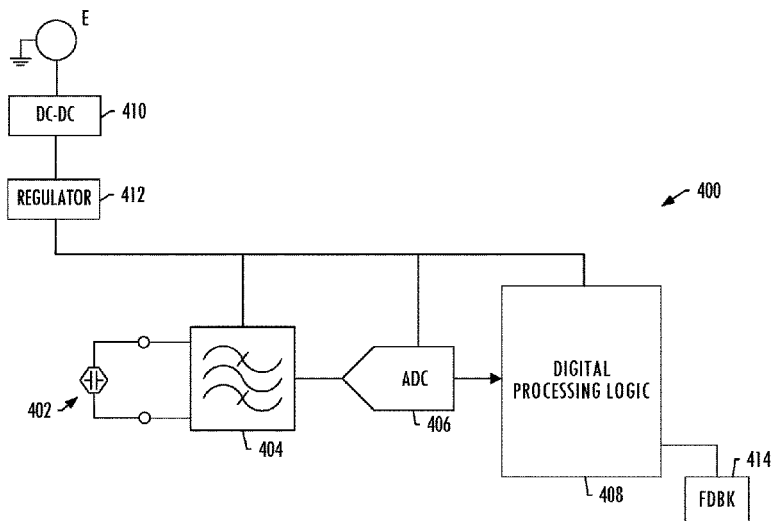 E
DC-DC
410
REGULATOR
412
400
402
404
ADC
406
DIGITAL
PROCESSING LOGIC
408
414
FDBK